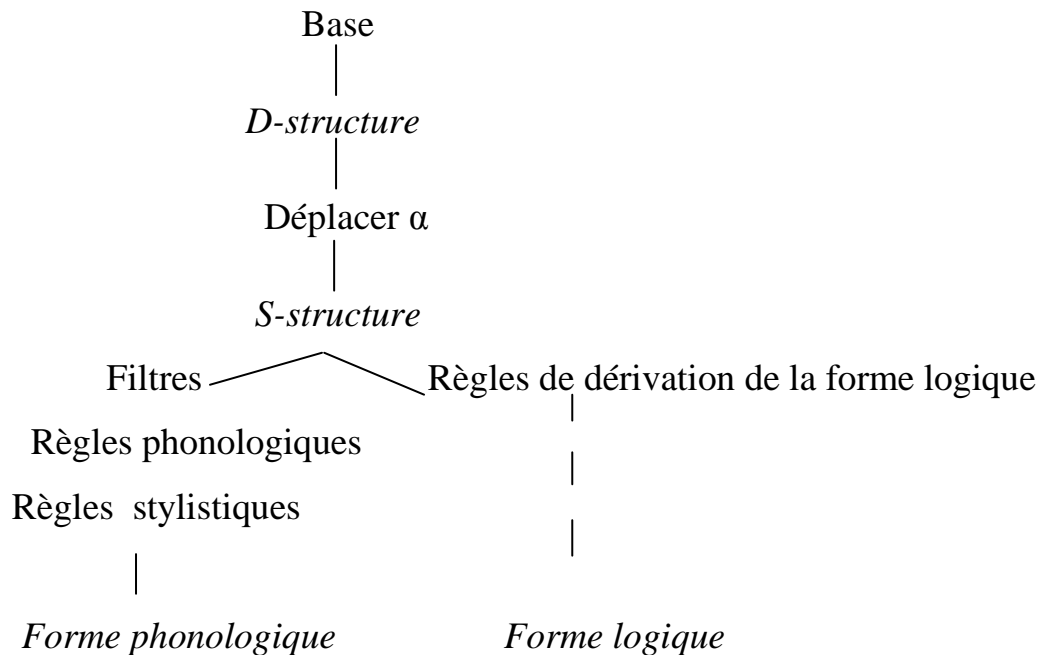 Base
D-structure
Déplacer α
S-structure
Filtres Règles de dérivation de la forme logique
Règles phonologiques
Règles stylistiques
Forme phonologique Forme logique